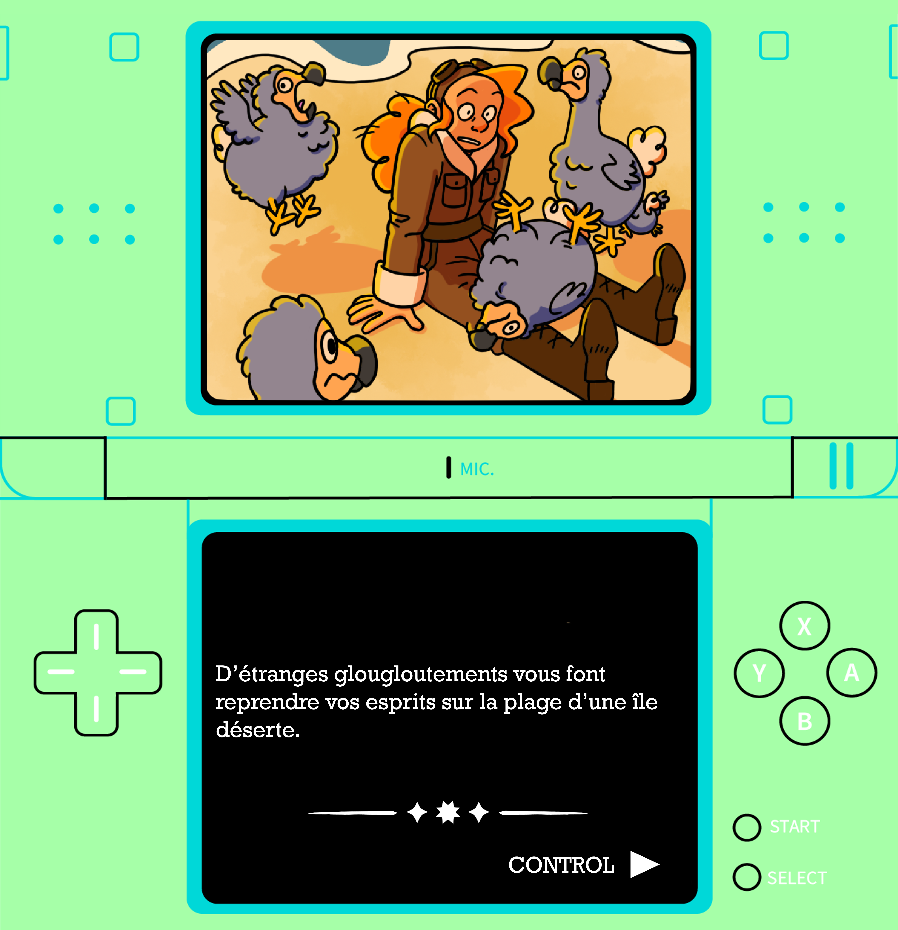 MIC.
D’étranges glougloutements vous font
reprendre vos esprits sur la plage d’une île
déserte.
CONTROL
X
Y
A
B
START
SELECT